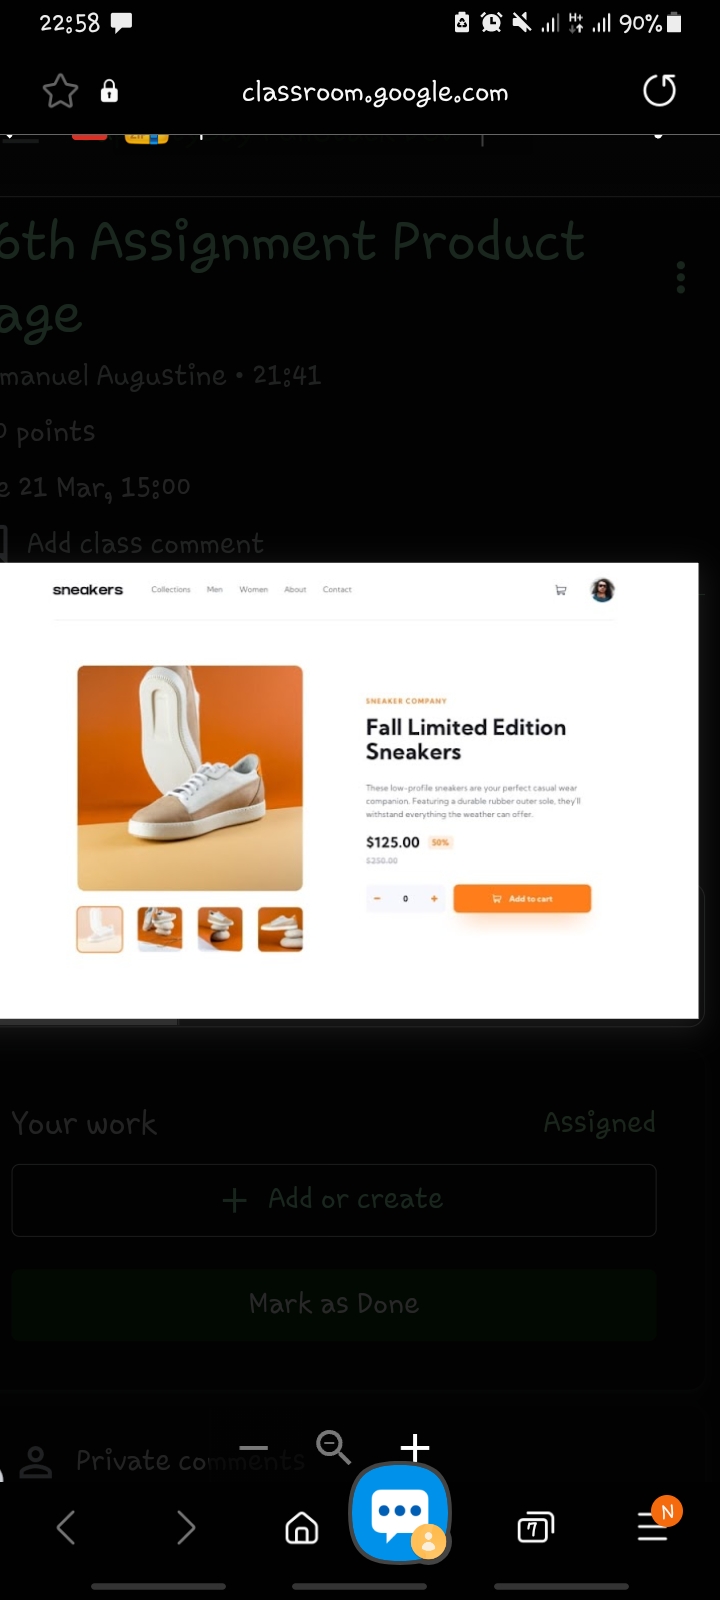 22:58 90%
classroom.google.com
6th Assignment Product
age
manuel Augustine • 21:41
points
e 21 Mar, 15:00
Add class comment
sneakers Collections Men Women About Contact
SNEAKER COMPANY
Fall Limited Edition
Sneakers
These low-profile sneakers are your perfect casual wear
companion. Featuring a durable rubber outer sole, they'll
withstand everything the weather can offer.
$125.00 50%
$250.00
− 0 + Add to cart
Your work Assigned
+ Add or create
Mark as Done
Private comments
7 N